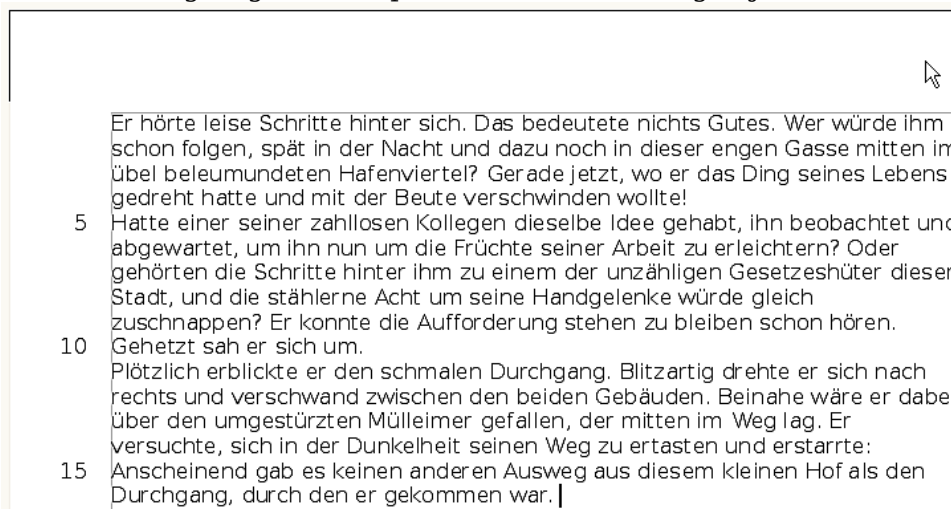 Er hörte leise Schritte hinter sich. Das bedeutete nichts Gutes. Wer würde ihm
schon folgen, spät in der Nacht und dazu noch in dieser engen Gasse mitten im
übel beleumundeten Hafenviertel? Gerade jetzt, wo er das Ding seines Lebens
gedreht hatte und mit der Beute verschwinden wollte!
5 Hatte einer seiner zahllosen Kollegen dieselbe Idee gehabt, ihn beobachtet und
abgewartet, um ihn nun um die Früchte seiner Arbeit zu erleichtern? Oder
gehörten die Schritte hinter ihm zu einem der unzähligen Gesetzeshüter dieser
Stadt, und die stählerne Acht um seine Handgelenke würde gleich
zuschnappen? Er konnte die Aufforderung stehen zu bleiben schon hören.
10 Gehetzt sah er sich um.
Plötzlich erblickte er den schmalen Durchgang. Blitzartig drehte er sich nach
rechts und verschwand zwischen den beiden Gebäuden. Beinahe wäre er dabe
über den umgestürzten Mülleimer gefallen, der mitten im Weg lag. Er
versuchte, sich in der Dunkelheit seinen Weg zu ertasten und erstarrte:
15 Anscheinend gab es keinen anderen Ausweg aus diesem kleinen Hof als den
Durchgang, durch den er gekommen war.